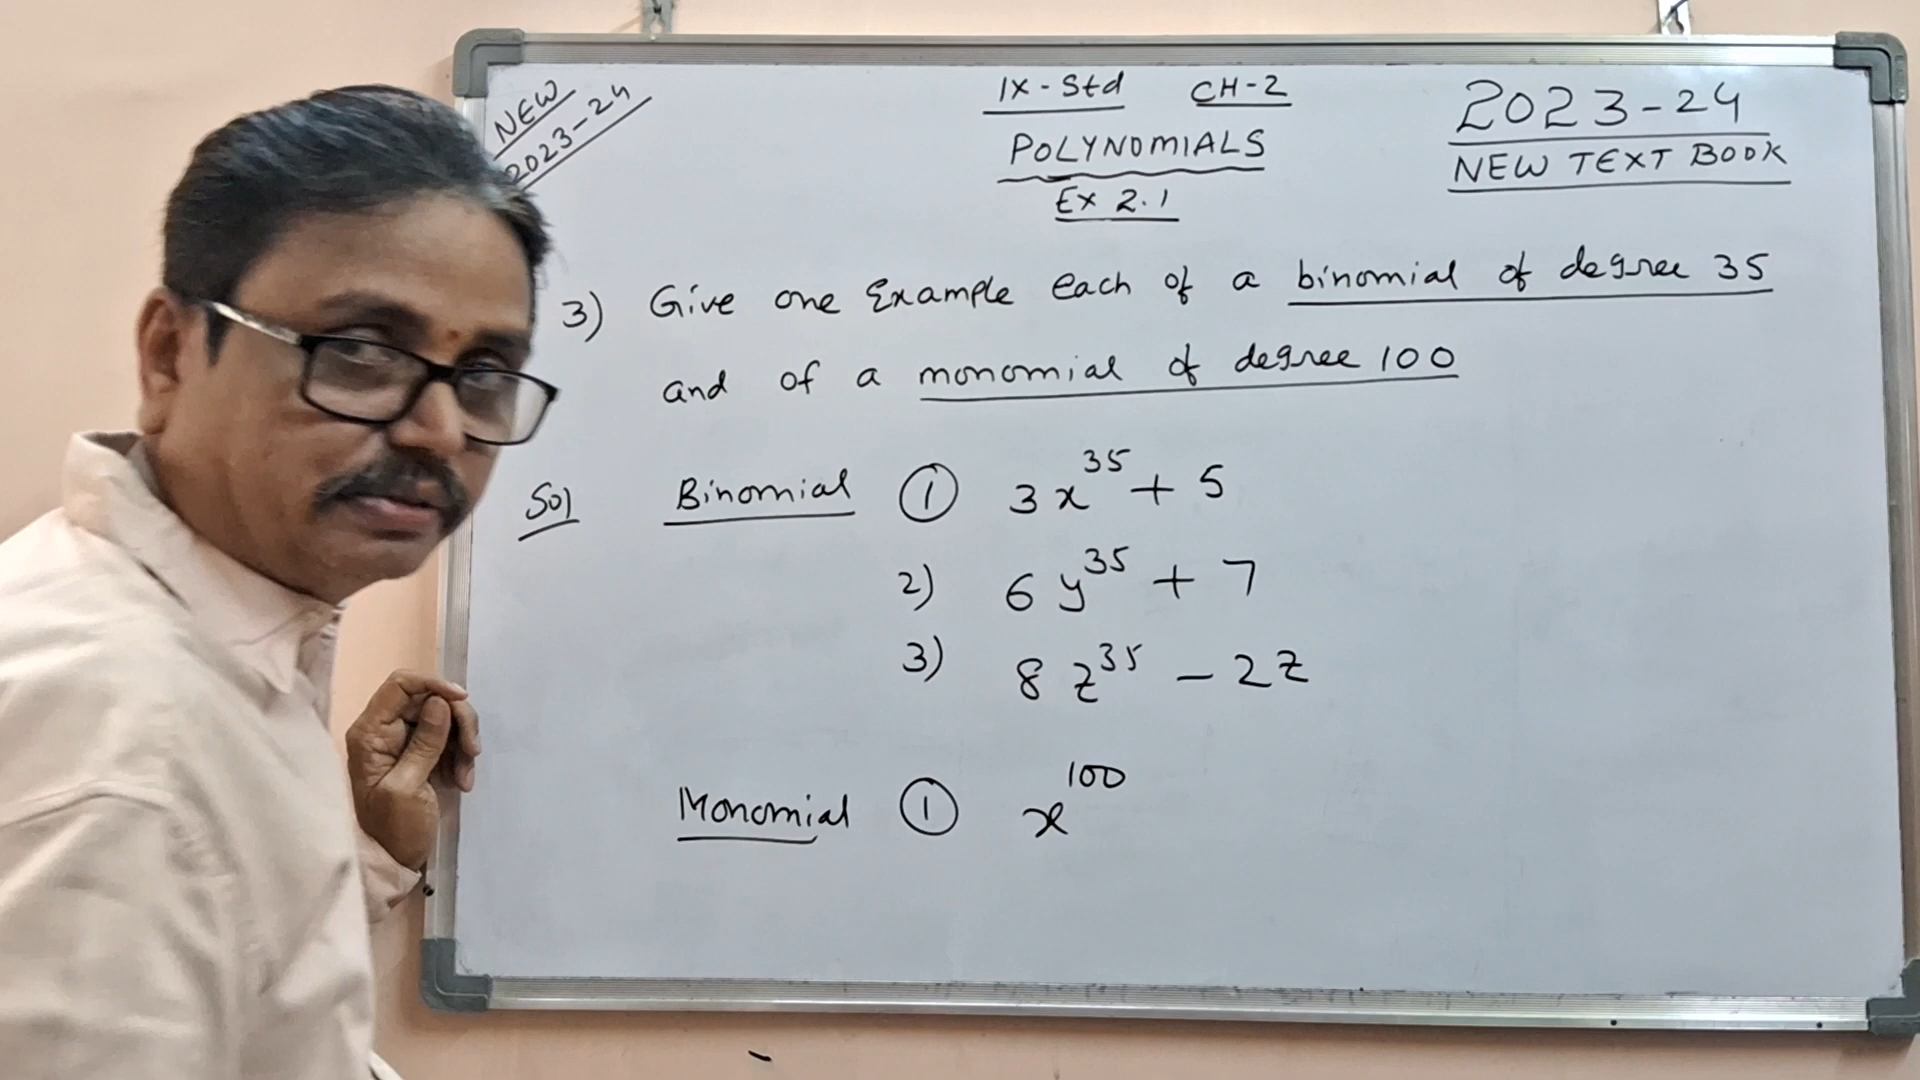 NEW
2023-24
IX-Std CH-2
POLYNOMIALS
Ex 2.1
2023-24
NEW TEXT BOOK
3) Give one Example each of a binomial of degree 35
and of a monomial of degree 100
Sol Binomial ① 3x³⁵ + 5
2) 6y³⁵ + 7
3) 8z³⁵ - 2z
Monomial ① x¹⁰⁰